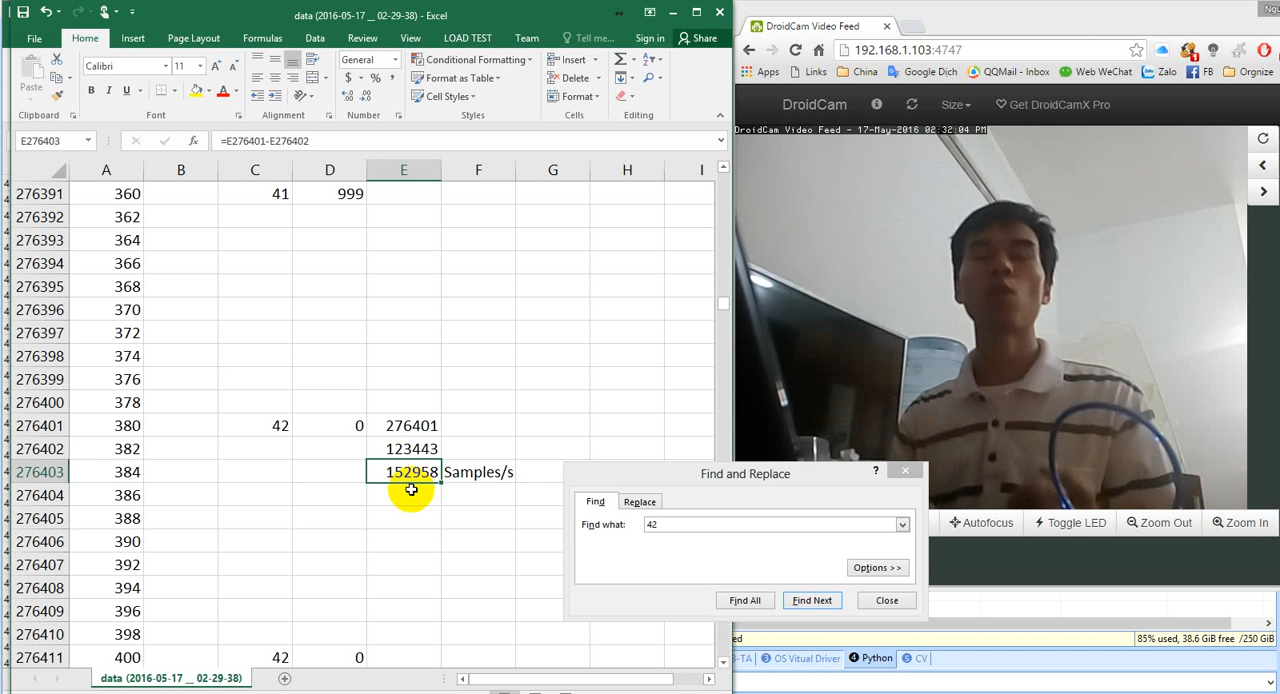 data (2016-05-17 __ 02-29-38) - Excel
File Home Insert Page Layout Formulas Data Review View LOAD TEST Team Tell me... Sign in Share
Paste
Calibri 11
B I U A
General
$ % ,
Conditional Formatting
Format as Table
Cell Styles
Insert
Delete
Format
Clipboard Font Alignment Number Styles Cells Editing
E276403 fx =E276401-E276402
A B C D E F G H I
276391 360 41 999
276392 362
276393 364
276394 366
276395 368
276396 370
276397 372
276398 374
276399 376
276400 378
276401 380 42 0 276401
276402 382 123443
276403 384 152958 Samples/s
276404 386
276405 388
276406 390
276407 392
276408 394
276409 396
276410 398
276411 400 42 0
data (2016-05-17 __ 02-29-38)
Find and Replace ?
Find Replace
Find what: 42
Options >>
Find All Find Next Close
DroidCam Video Feed
192.168.1.103:4747
Apps Links China Google Dịch QQMail - Inbox Web WeChat Zalo FB Orgnize
DroidCam Size Get DroidCamX Pro
DroidCam Video Feed - 17-May-2016 02:32:04 PM
Autofocus Toggle LED Zoom Out Zoom In
85% used, 38.6 GiB free /250 GiB
3 OS Vitual Driver 4 Python 5 CV